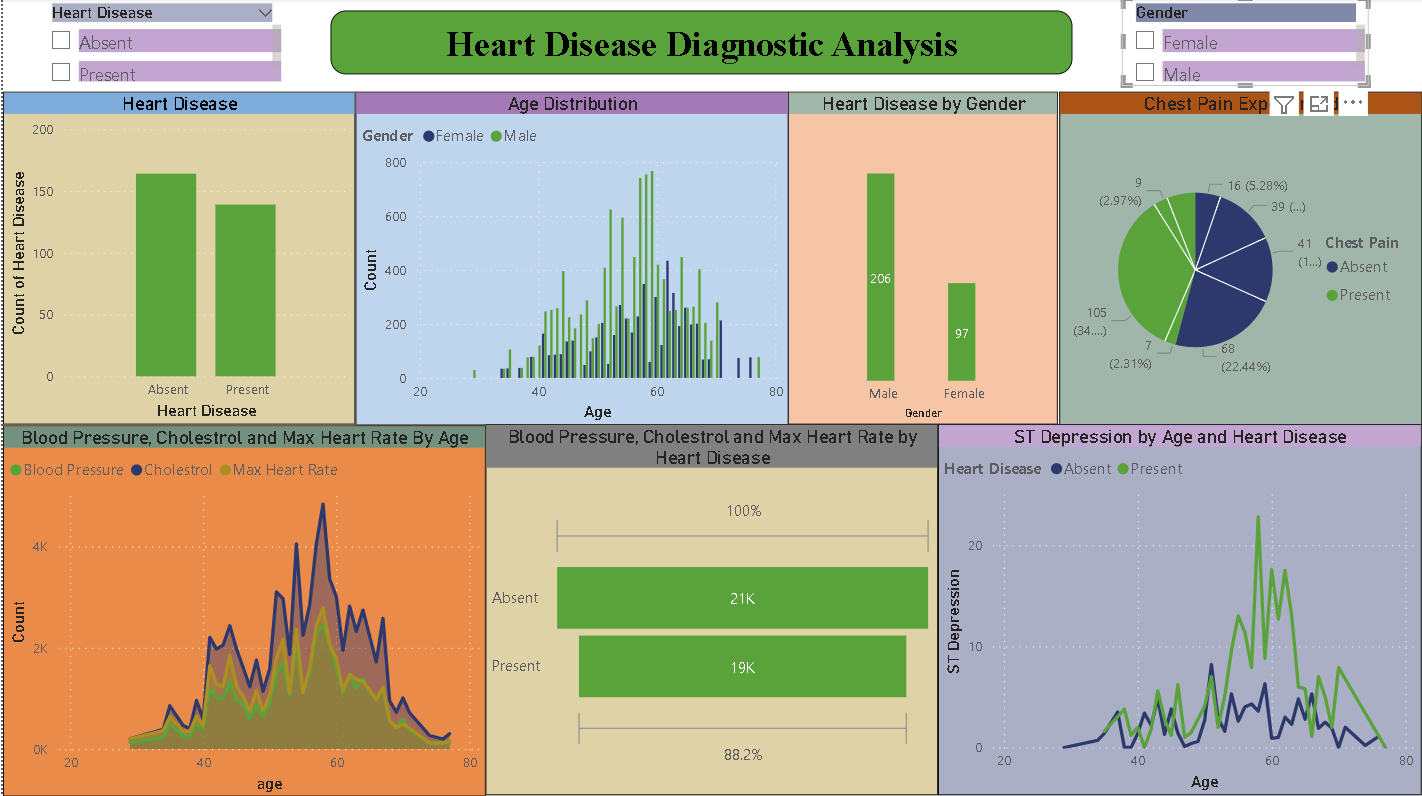 Heart Disease
Absent
Present
Heart Disease Diagnostic Analysis
Gender
Female
Male
Heart Disease
200
150
100
50
0
Count of Heart Disease
Absent
Present
Heart Disease
Age Distribution
Gender
Female
Male
800
600
400
200
0
Count
20
40
60
80
Age
Heart Disease by Gender
206
97
Male
Female
Gender
Chest Pain
16 (5.28%)
39 (...)
41
(1...)
68
(22.44%)
7
(2.31%)
105
(34....)
9
(2.97%)
Chest Pain
Absent
Present
Blood Pressure, Cholestrol and Max Heart Rate By Age
Blood Pressure
Cholestrol
Max Heart Rate
4K
2K
0K
Count
20
40
60
80
age
Blood Pressure, Cholestrol and Max Heart Rate by
Heart Disease
100%
Absent
21K
Present
19K
88.2%
ST Depression by Age and Heart Disease
Heart Disease
Absent
Present
20
10
0
ST Depression
20
40
60
80
Age